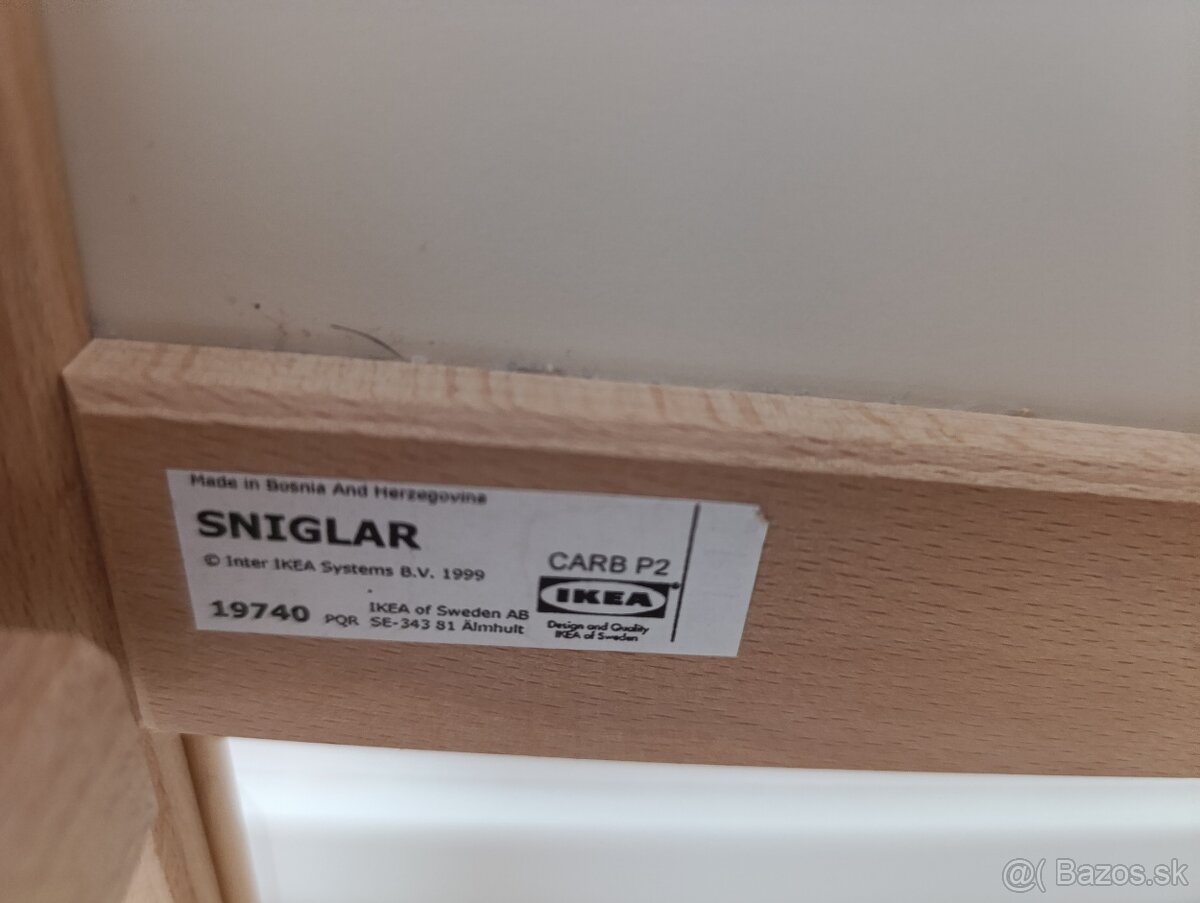 Made in Bosnia And Herzegovina
SNIGLAR
© Inter IKEA Systems B.V. 1999
19740 PQR
IKEA of Sweden AB
SE-343 81 Älmhult
CARB P2
IKEA
Design and Quality
IKEA of Sweden
@( Bazos.sk